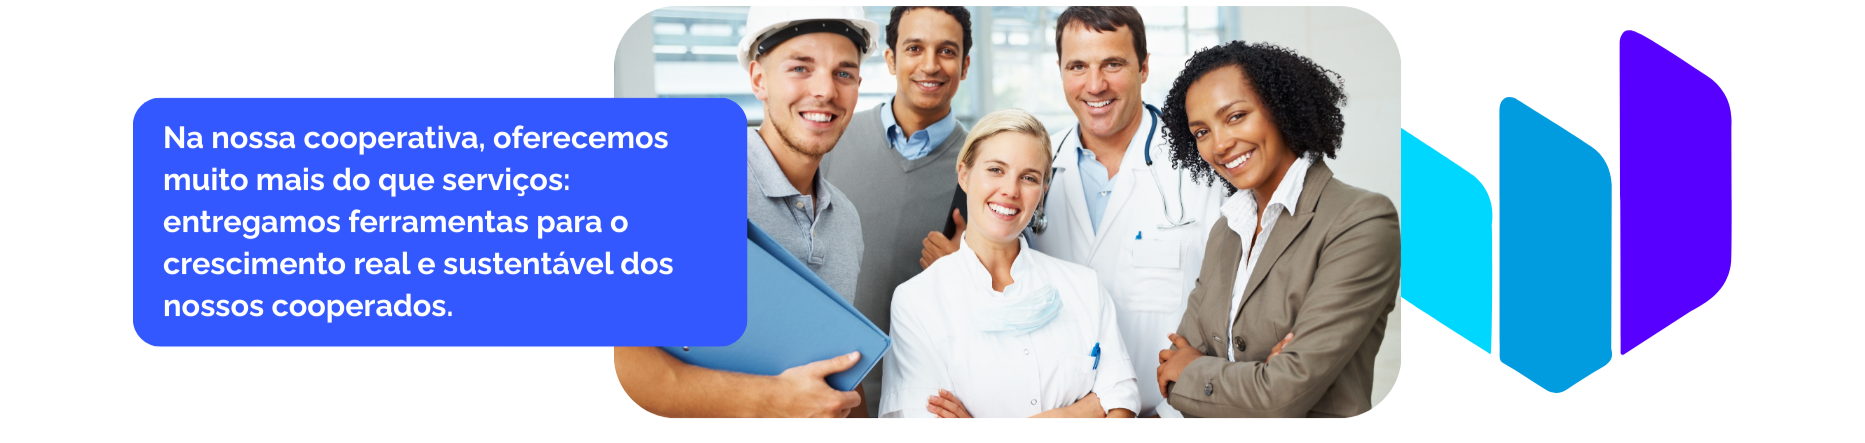 Na nossa cooperativa, oferecemos
muito mais do que serviços:
entregamos ferramentas para o
crescimento real e sustentável dos
nossos cooperados.